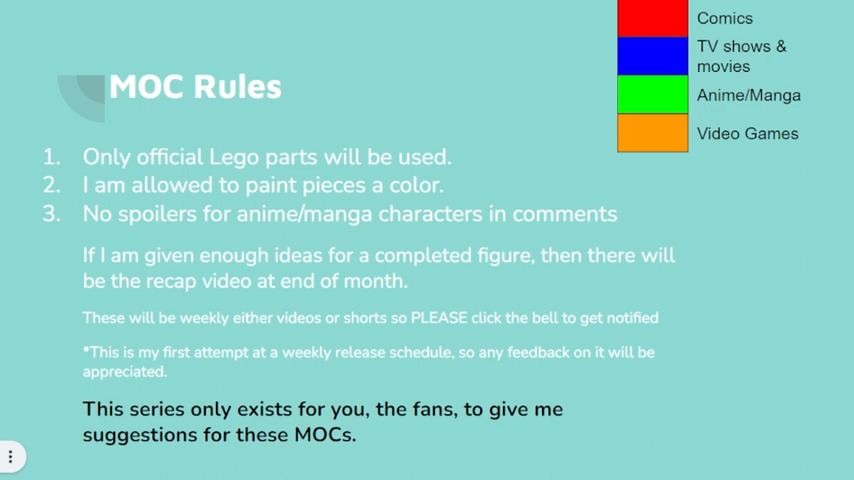 Comics
TV shows &
movies
Anime/Manga
Video Games
MOC Rules
1. Only official Lego parts will be used.
2. I am allowed to paint pieces a color.
3. No spoilers for anime/manga characters in comments
If I am given enough ideas for a completed figure, then there will
be the recap video at end of month.
These will be weekly either videos or shorts so PLEASE click the bell to get notified
*This is my first attempt at a weekly release schedule, so any feedback on it will be
appreciated.
This series only exists for you, the fans, to give me
suggestions for these MOCs.